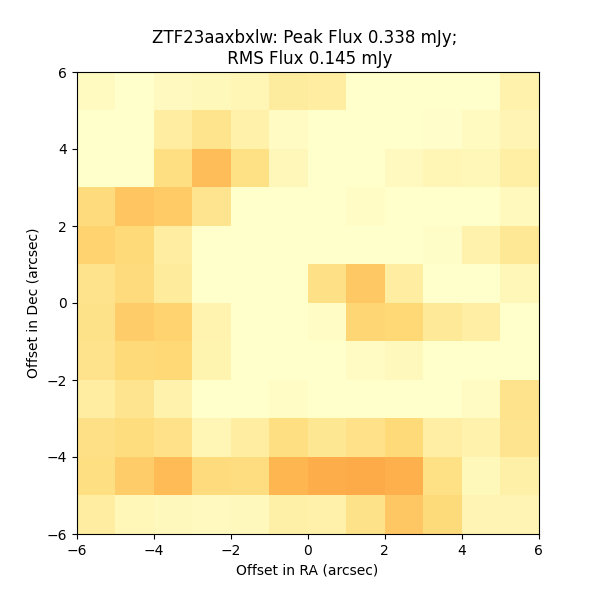 ZTF23aaxbxlw: Peak Flux 0.338 mJy;
RMS Flux 0.145 mJy
6
4
2
0
−2
−4
−6
Offset in Dec (arcsec)
−6 −4 −2 0 2 4 6
Offset in RA (arcsec)